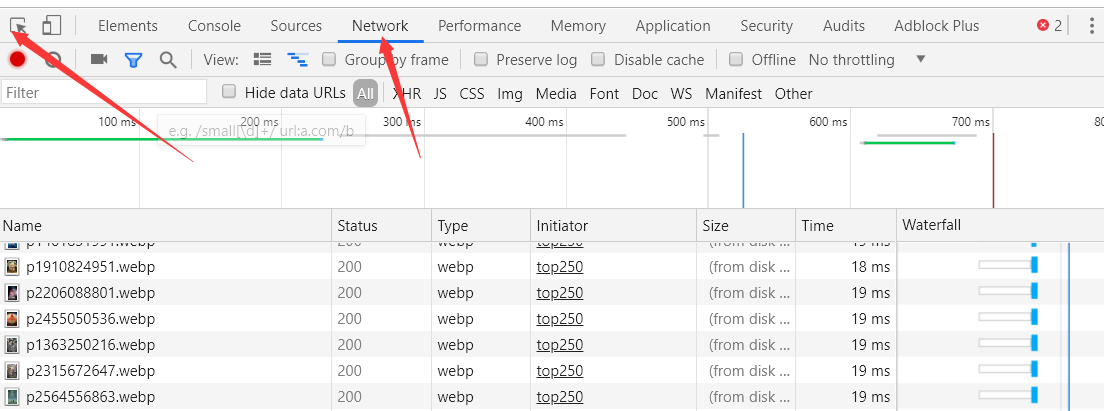 Elements Console Sources Network Performance Memory Application Security Audits Adblock Plus 2
View: Group by frame Preserve log Disable cache Offline No throttling
Filter Hide data URLs All XHR JS CSS Img Media Font Doc WS Manifest Other
100 ms 200 ms 300 ms 400 ms 500 ms 600 ms 700 ms 80
e.g. /small[\d]+/ url:a.com/b
Name Status Type Initiator Size Time Waterfall
200 webp top250 (from disk ... 19 ms
p1910824951.webp 200 webp top250 (from disk ... 18 ms
p2206088801.webp 200 webp top250 (from disk ... 19 ms
p2455050536.webp 200 webp top250 (from disk ... 19 ms
p1363250216.webp 200 webp top250 (from disk ... 19 ms
p2315672647.webp 200 webp top250 (from disk ... 19 ms
p2564556863.webp 200 webp top250 (from disk ... 19 ms